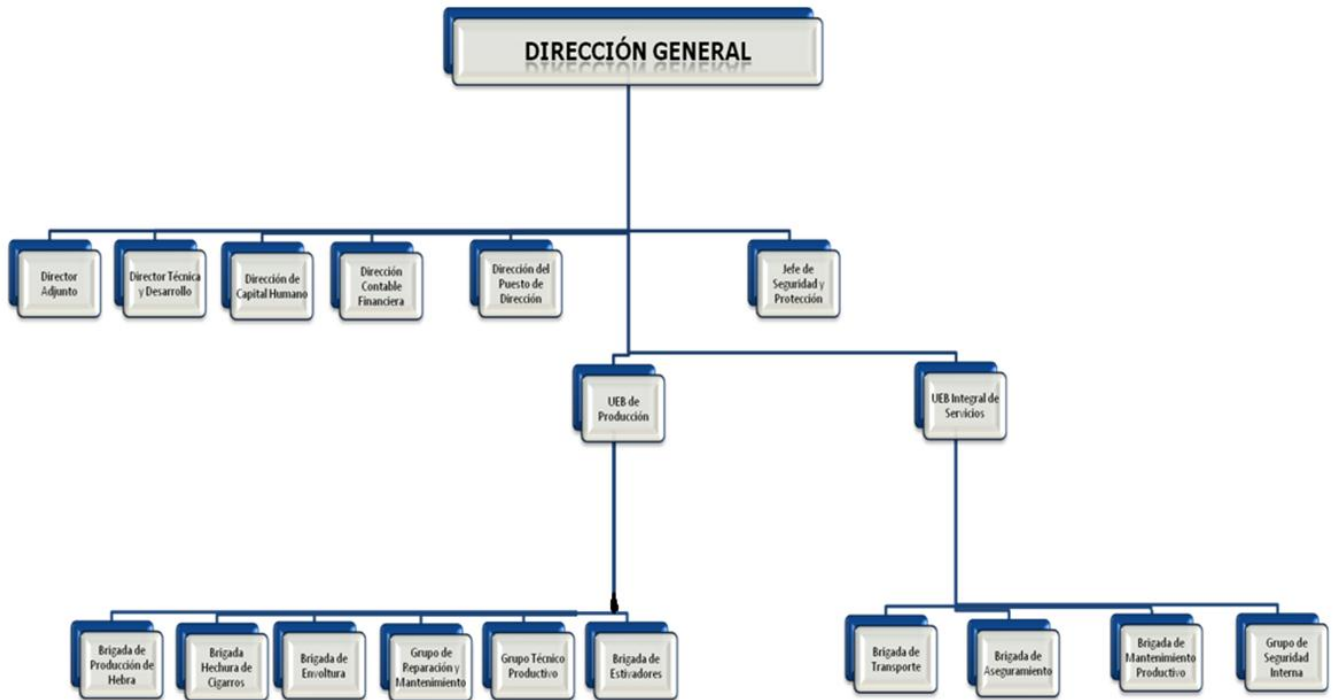 DIRECCIÓN GENERAL
Director
Adjunto
Director Técnica
y Desarrollo
Dirección de
Capital Humano
Dirección
Contable
Financiera
Dirección del
Puesto de
Dirección
Jefe de
Seguridad y
Protección
UEB de
Producción
UEB Integral de
Servicios
Brigada de
Producción de
Hebra
Brigada
Hechura de
Cigarros
Brigada de
Envoltura
Grupo de
Reparación y
Mantenimiento
Grupo Técnico
Productivo
Brigada de
Estivadores
Brigada de
Transporte
Brigada de
Aseguramiento
Brigada de
Mantenimiento
Productivo
Grupo de
Seguridad
Interna